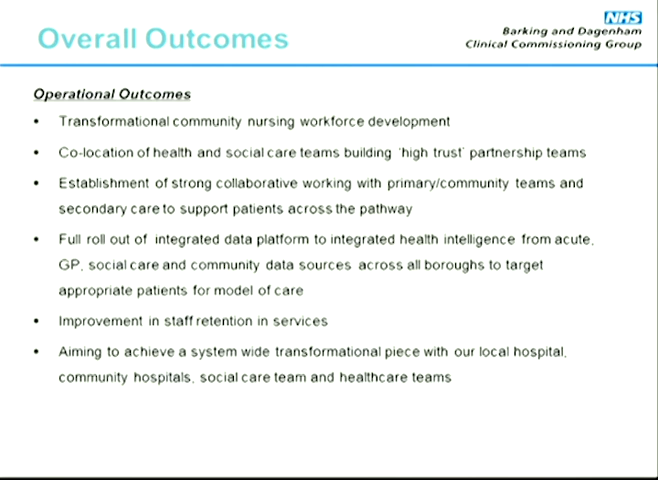 Overall Outcomes
NHS
Barking and Dagenham
Clinical Commissioning Group
Operational Outcomes
• Transformational community nursing workforce development
• Co-location of health and social care teams building 'high trust' partnership teams
• Establishment of strong collaborative working with primary/community teams and
secondary care to support patients across the pathway
• Full roll out of integrated data platform to integrated health intelligence from acute,
GP, social care and community data sources across all boroughs to target
appropriate patients for model of care
• Improvement in staff retention in services
• Aiming to achieve a system wide transformational piece with our local hospital,
community hospitals, social care team and healthcare teams